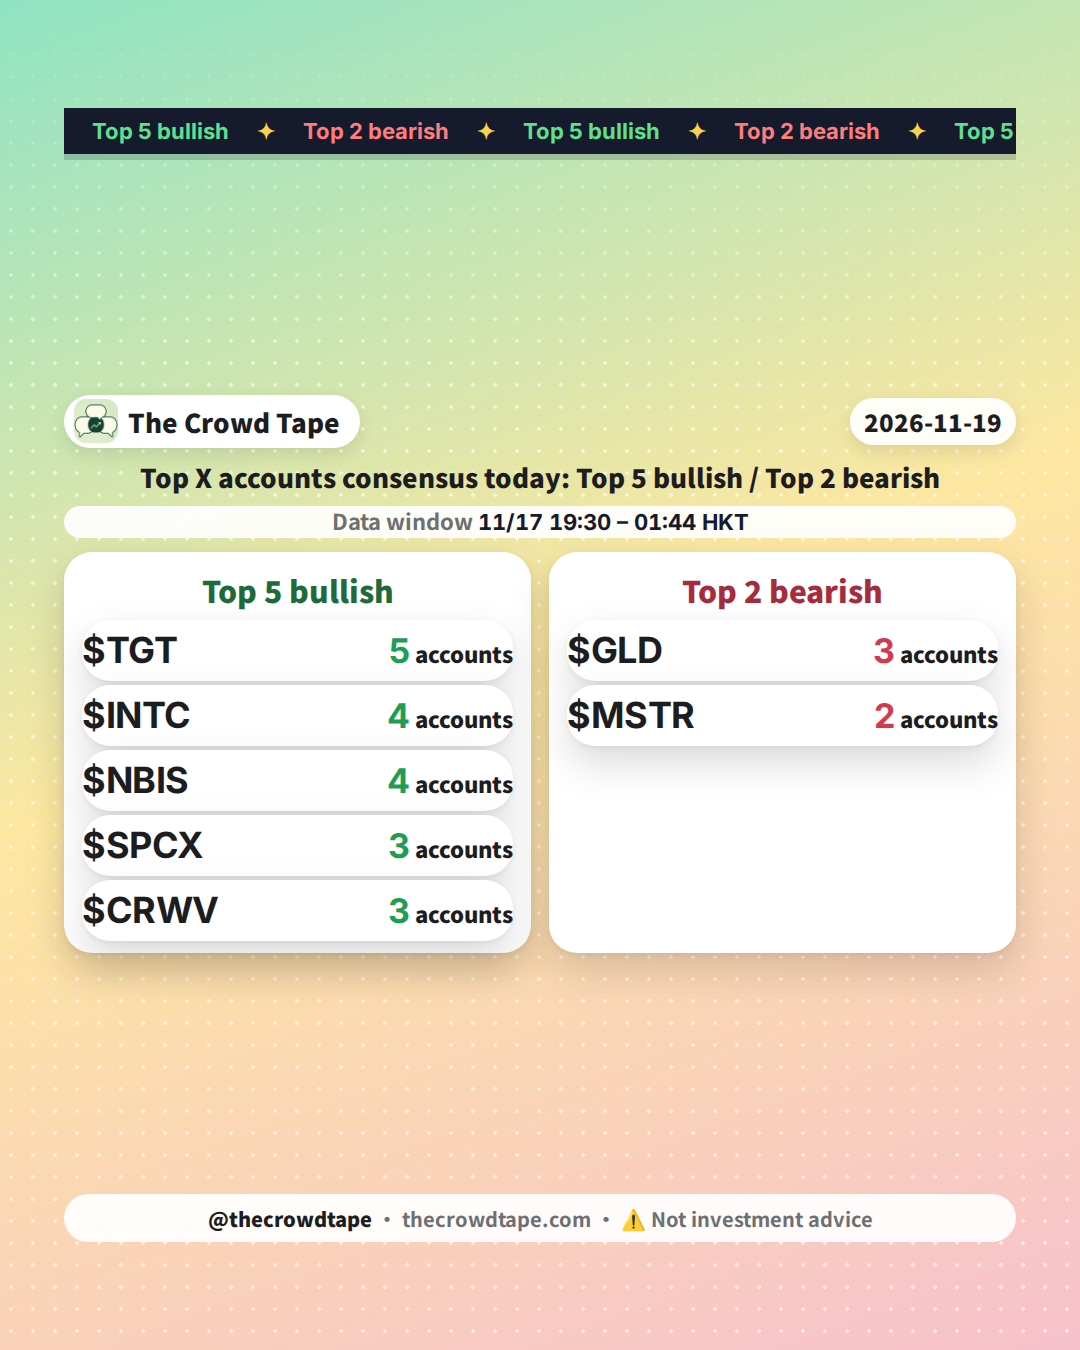 Top 5 bullish ✦ Top 2 bearish ✦ Top 5 bullish ✦ Top 2 bearish ✦ Top 5
The Crowd Tape
2026-11-19
Top X accounts consensus today: Top 5 bullish / Top 2 bearish
Data window 11/17 19:30 – 01:44 HKT
Top 5 bullish
$TGT 5 accounts
$INTC 4 accounts
$NBIS 4 accounts
$SPCX 3 accounts
$CRWV 3 accounts
Top 2 bearish
$GLD 3 accounts
$MSTR 2 accounts
@thecrowdtape • thecrowdtape.com • ⚠️ Not investment advice